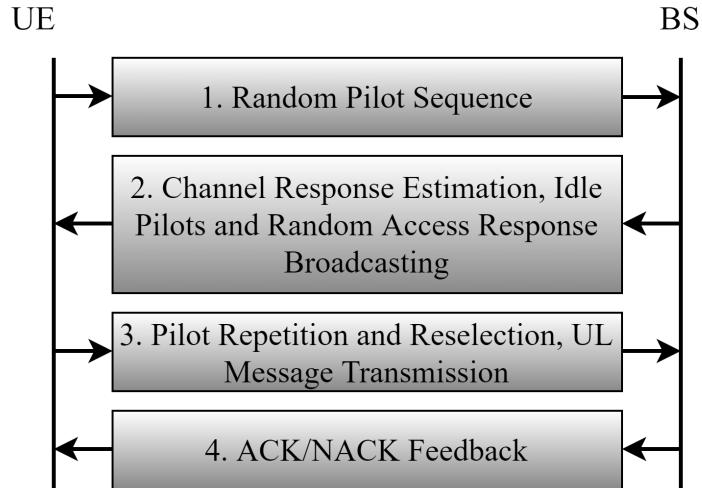 UE
BS
1. Random Pilot Sequence
2. Channel Response Estimation, Idle
Pilots and Random Access Response
Broadcasting
3. Pilot Repetition and Reselection, UL
Message Transmission
4. ACK/NACK Feedback